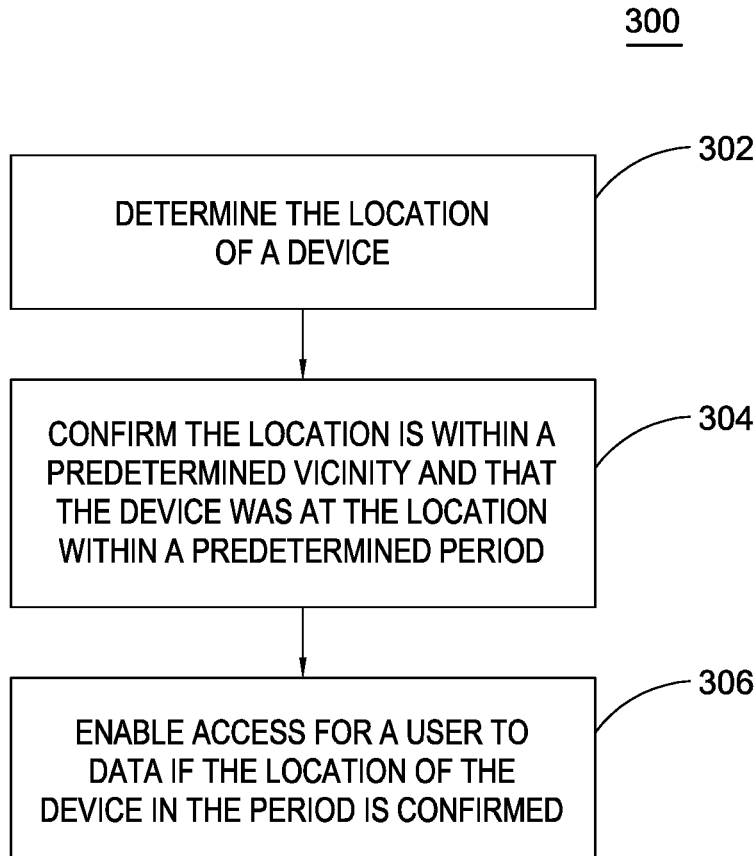 300
302
DETERMINE THE LOCATION
OF A DEVICE
304
CONFIRM THE LOCATION IS WITHIN A
PREDETERMINED VICINITY AND THAT
THE DEVICE WAS AT THE LOCATION
WITHIN A PREDETERMINED PERIOD
306
ENABLE ACCESS FOR A USER TO
DATA IF THE LOCATION OF THE
DEVICE IN THE PERIOD IS CONFIRMED